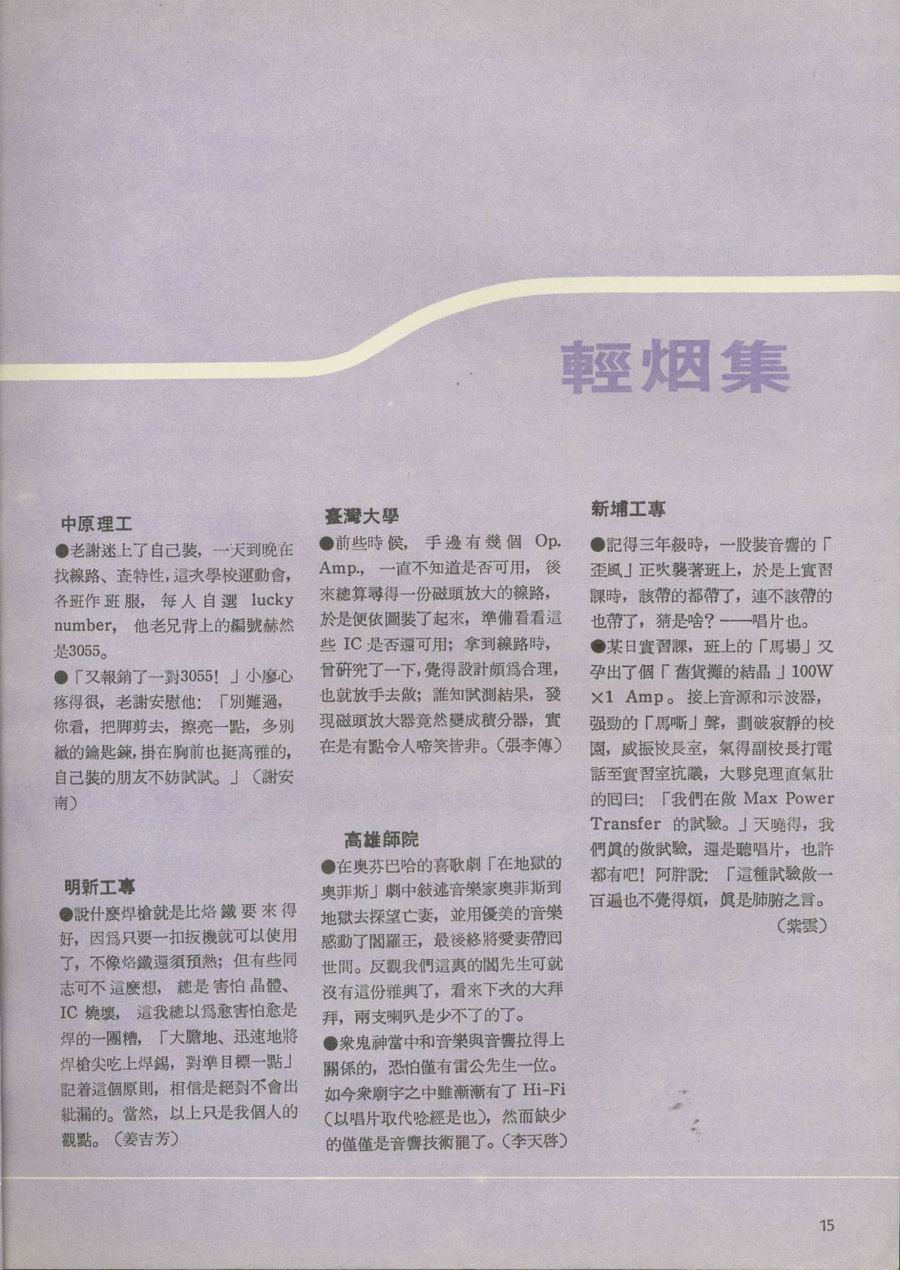 輕烟集
中原理工
●老謝迷上了自己裝，一天到晚在
找線路、查特性，這次學校運動會，
各班作班服，每人自選 lucky
number，他老兄背上的編號赫然
是3055。
●「又報銷了一對3055！」小廖心
疼得很，老謝安慰他：「別難過，
你看，把脚剪去，擦亮一點，多別
緻的鑰匙鍊，掛在胸前也挺高雅的，
自己裝的朋友不妨試試。」（謝安
南）
明新工專
●說什麼焊槍就是比烙鐵要來得
好，因爲只要一扣扳機就可以使用
了，不像烙鐵還須預熱；但有些同
志可不這麼想，總是害怕晶體、
IC 燒壞，這我總以爲愈害怕愈是
焊的一團糟，「大膽地、迅速地將
焊槍尖吃上焊錫，對準目標一點」
記着這個原則，相信是絕對不會出
紕漏的。當然，以上只是我個人的
觀點。（姜吉芳）
臺灣大學
●前些時候，手邊有幾個 Op.
Amp.，一直不知道是否可用，後
來總算尋得一份磁頭放大的線路，
於是便依圖裝了起來，準備看看這
些 IC 是否還可用；拿到線路時，
曾硏究了一下，覺得設計頗爲合理，
也就放手去做；誰知試測結果，發
現磁頭放大器竟然變成積分器，實
在是有點令人啼笑皆非。（張李傳）
高雄師院
●在奧芬巴哈的喜歌劇「在地獄的
奧菲斯」劇中敍述音樂家奧菲斯到
地獄去探望亡妻，並用優美的音樂
感動了閻羅王，最後終將愛妻帶囘
世間。反觀我們這裏的閻先生可就
沒有這份雅興了，看來下次的大拜
拜，兩支喇叭是少不了的了。
●衆鬼神當中和音樂與音響拉得上
關係的，恐怕僅有雷公先生一位。
如今衆廟宇之中雖漸漸有了 Hi-Fi
（以唱片取代唸經是也），然而缺少
的僅僅是音響技術罷了。（李天啓）
新埔工專
●記得三年級時，一股裝音響的「
歪風」正吹襲著班上，於是上實習
課時，該帶的都帶了，連不該帶的
也帶了，猜是啥？——唱片也。
●某日實習課，班上的「馬場」又
孕出了個「舊貨攤的結晶」100W
×1 Amp。接上音源和示波器，
强勁的「馬嘶」聲，劃破寂靜的校
園，威振校長室，氣得副校長打電
話至實習室抗議，大夥兒理直氣壯
的囘曰：「我們在做 Max Power
Transfer 的試驗。」天曉得，我
們眞的做試驗，還是聽唱片，也許
都有吧！阿胖說：「這種試驗做一
百遍也不覺得煩，眞是肺腑之言。
（紫雲）
15